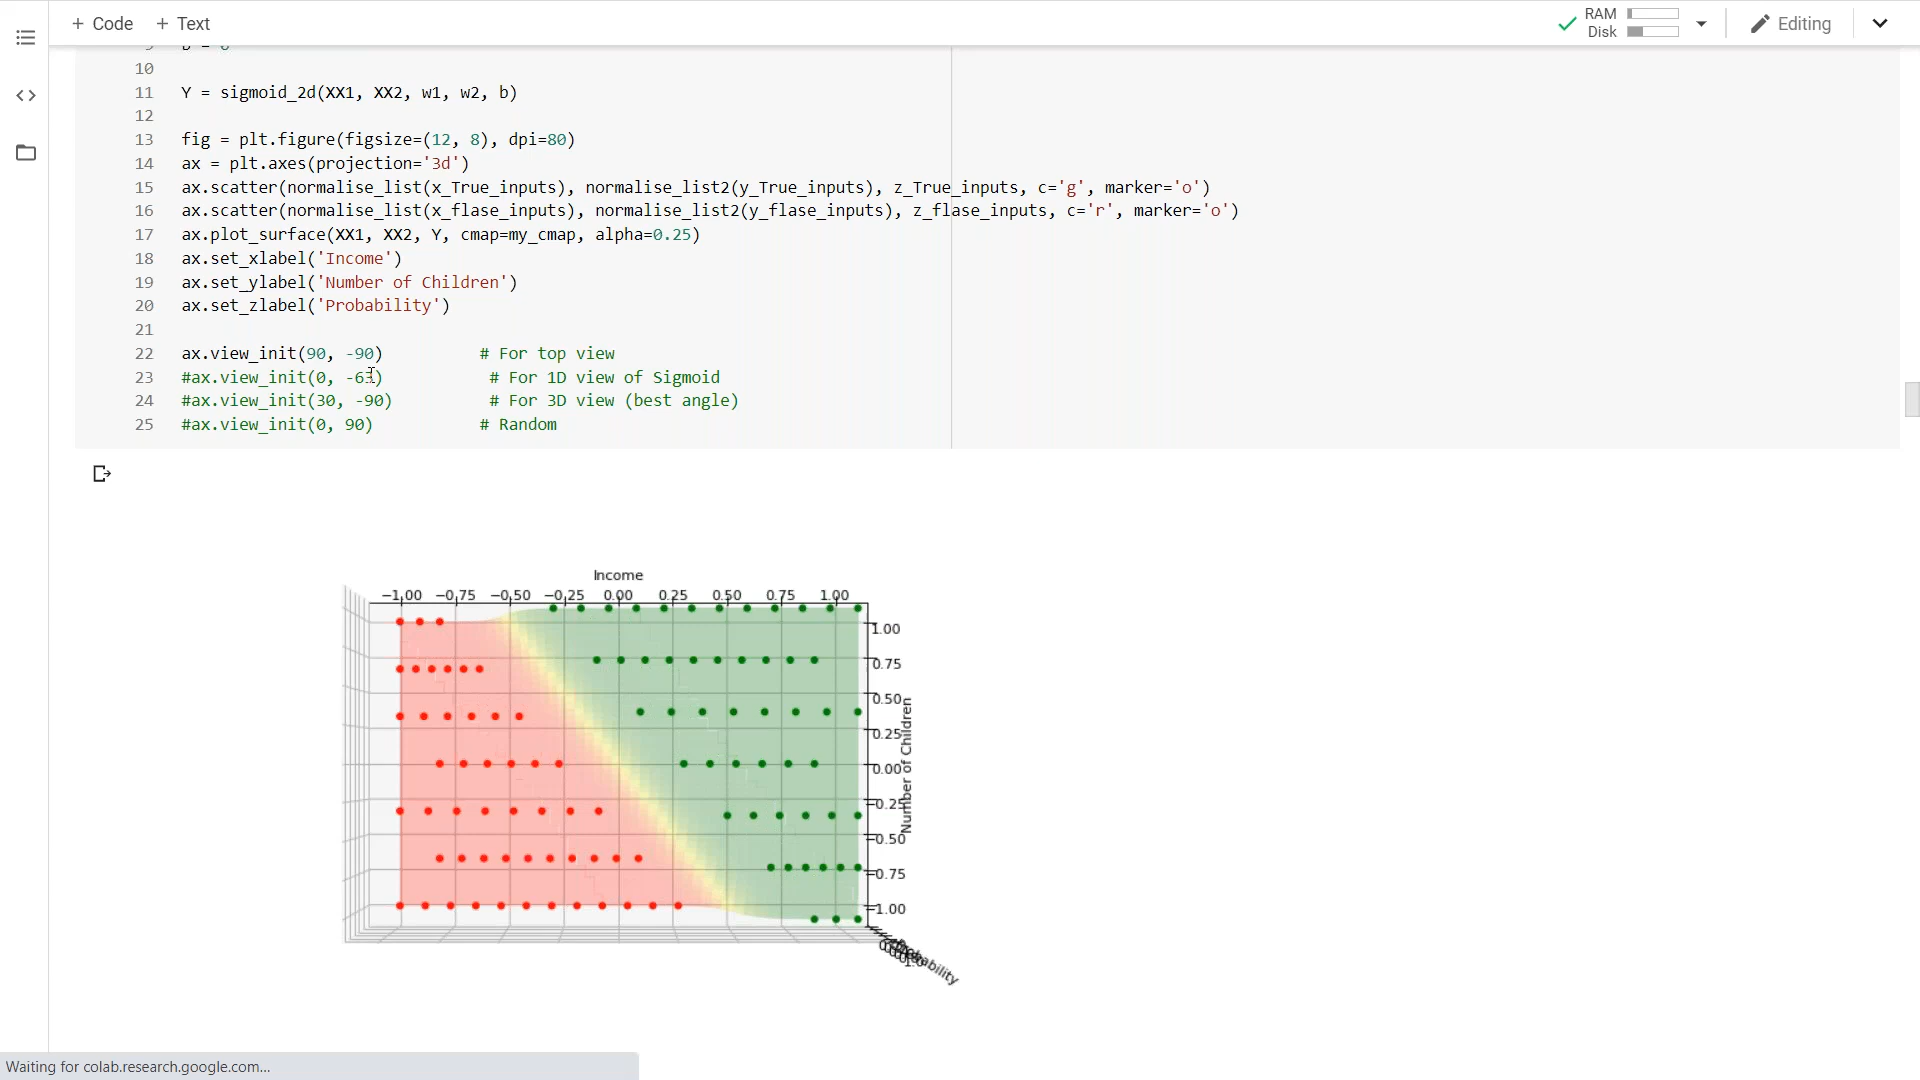 + Code + Text
RAM
Disk
Editing
10
11 Y = sigmoid_2d(XX1, XX2, w1, w2, b)
12
13 fig = plt.figure(figsize=(12, 8), dpi=80)
14 ax = plt.axes(projection='3d')
15 ax.scatter(normalise_list(x_True_inputs), normalise_list2(y_True_inputs), z_True_inputs, c='g', marker='o')
16 ax.scatter(normalise_list(x_flase_inputs), normalise_list2(y_flase_inputs), z_flase_inputs, c='r', marker='o')
17 ax.plot_surface(XX1, XX2, Y, cmap=my_cmap, alpha=0.25)
18 ax.set_xlabel('Income')
19 ax.set_ylabel('Number of Children')
20 ax.set_zlabel('Probability')
21
22 ax.view_init(90, -90) # For top view
23 #ax.view_init(0, -63) # For 1D view of Sigmoid
24 #ax.view_init(30, -90) # For 3D view (best angle)
25 #ax.view_init(0, 90) # Random
Income
−1.00 −0.75 −0.50 −0.25 0.00 0.25 0.50 0.75 1.00
1.00
0.75
0.50
0.25
0.00
−0.25
−0.50
−0.75
−1.00
Number of Children
Probability
Waiting for colab.research.google.com...